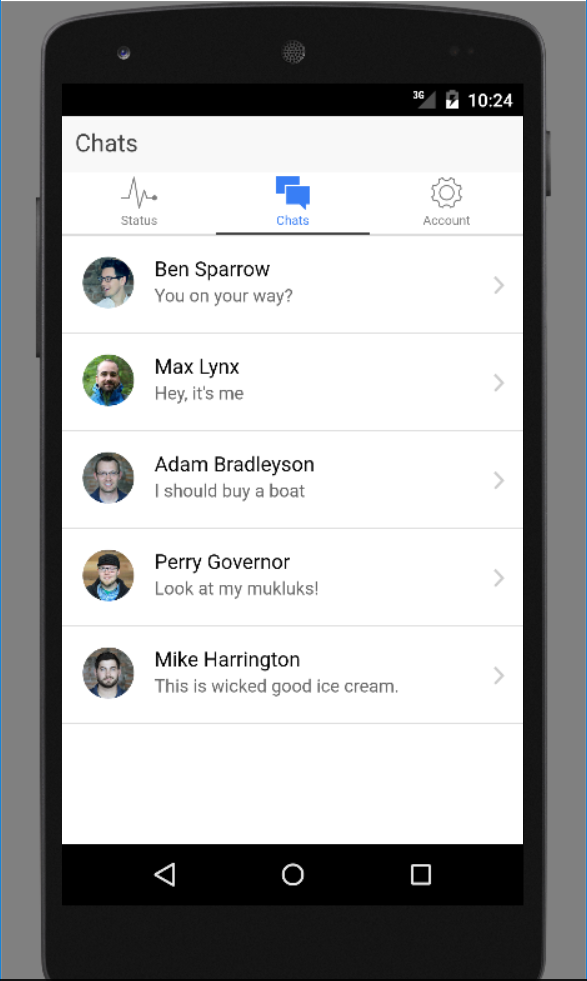 3G 10:24
Chats
Status Chats Account
Ben Sparrow
You on your way?
Max Lynx
Hey, it's me
Adam Bradleyson
I should buy a boat
Perry Governor
Look at my mukluks!
Mike Harrington
This is wicked good ice cream.